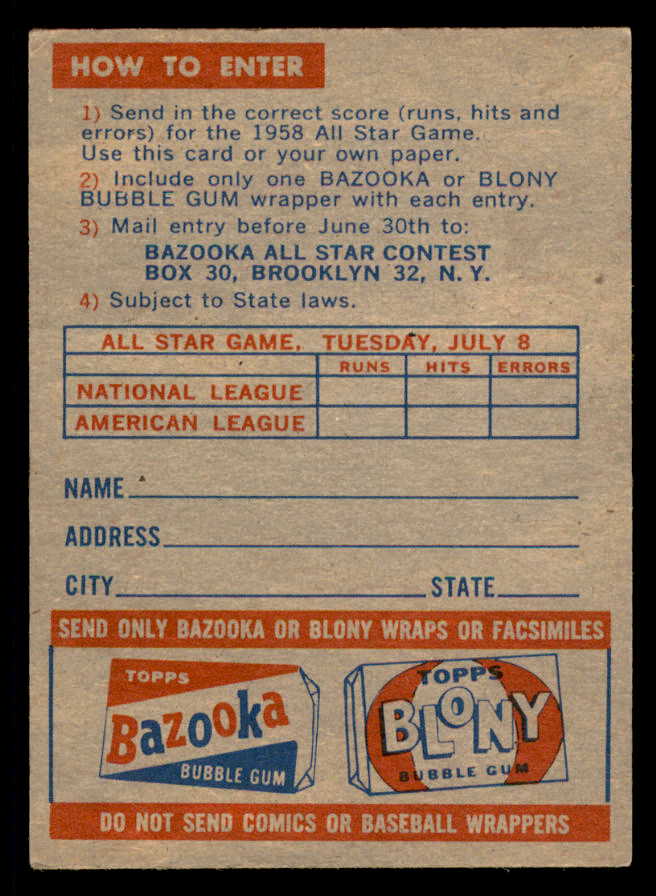 HOW TO ENTER
1) Send in the correct score (runs, hits and
errors) for the 1958 All Star Game.
Use this card or your own paper.
2) Include only one BAZOOKA or BLONY
BUBBLE GUM wrapper with each entry.
3) Mail entry before June 30th to:
BAZOOKA ALL STAR CONTEST
BOX 30, BROOKLYN 32, N. Y.
4) Subject to State laws.
ALL STAR GAME, TUESDAY, JULY 8
RUNS HITS ERRORS
NATIONAL LEAGUE
AMERICAN LEAGUE
NAME
ADDRESS
CITY STATE
SEND ONLY BAZOOKA OR BLONY WRAPS OR FACSIMILES
TOPPS
Bazooka
BUBBLE GUM
TOPPS
BLONY
BUBBLE GUM
DO NOT SEND COMICS OR BASEBALL WRAPPERS